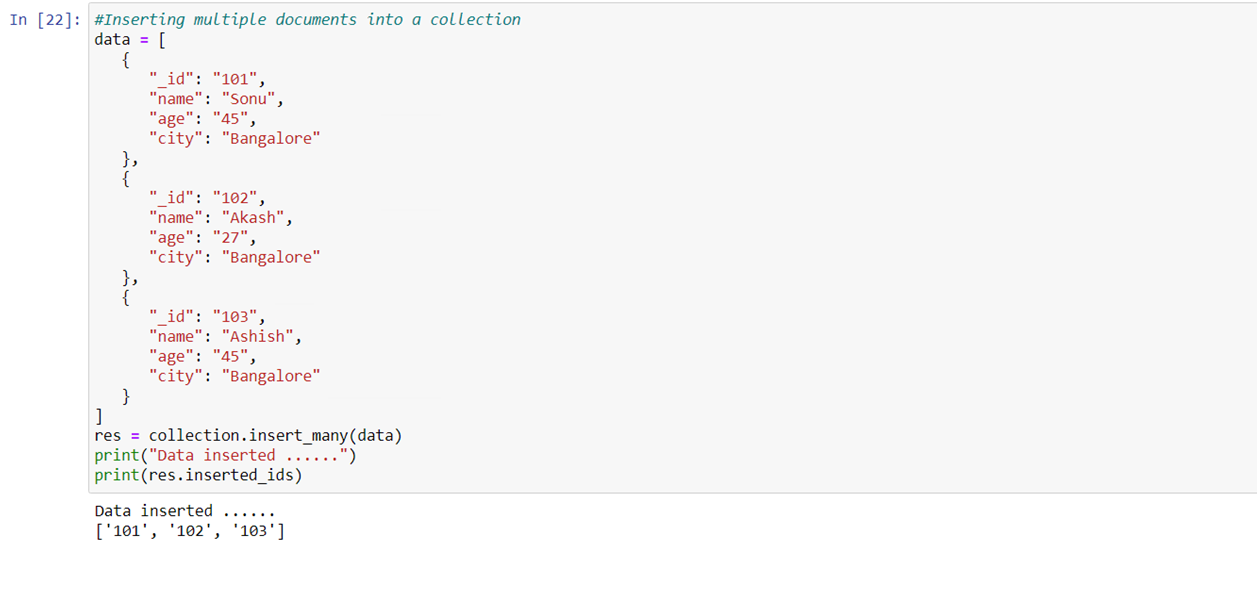 In [22]: #Inserting multiple documents into a collection
data = [
{
"_id": "101",
"name": "Sonu",
"age": "45",
"city": "Bangalore"
},
{
"_id": "102",
"name": "Akash",
"age": "27",
"city": "Bangalore"
},
{
"_id": "103",
"name": "Ashish",
"age": "45",
"city": "Bangalore"
}
]
res = collection.insert_many(data)
print("Data inserted ......")
print(res.inserted_ids)
Data inserted ......
['101', '102', '103']